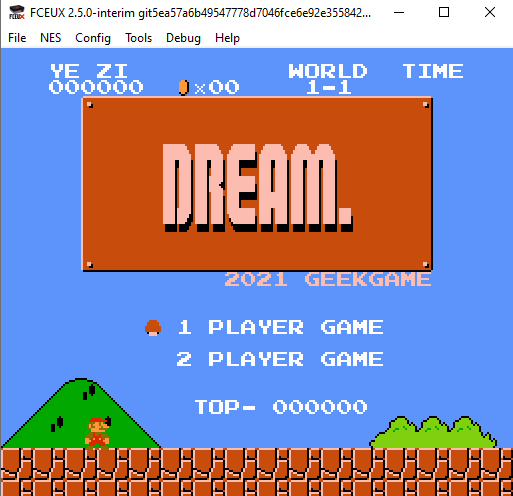 FCEUX 2.5.0-interim git5ea57a6b49547778d7046fce6e92e355842...
File NES Config Tools Debug Help
YE ZI WORLD TIME
000000 ×00 1-1
DREAM.
2021 GEEKGAME
1 PLAYER GAME
2 PLAYER GAME
TOP- 000000